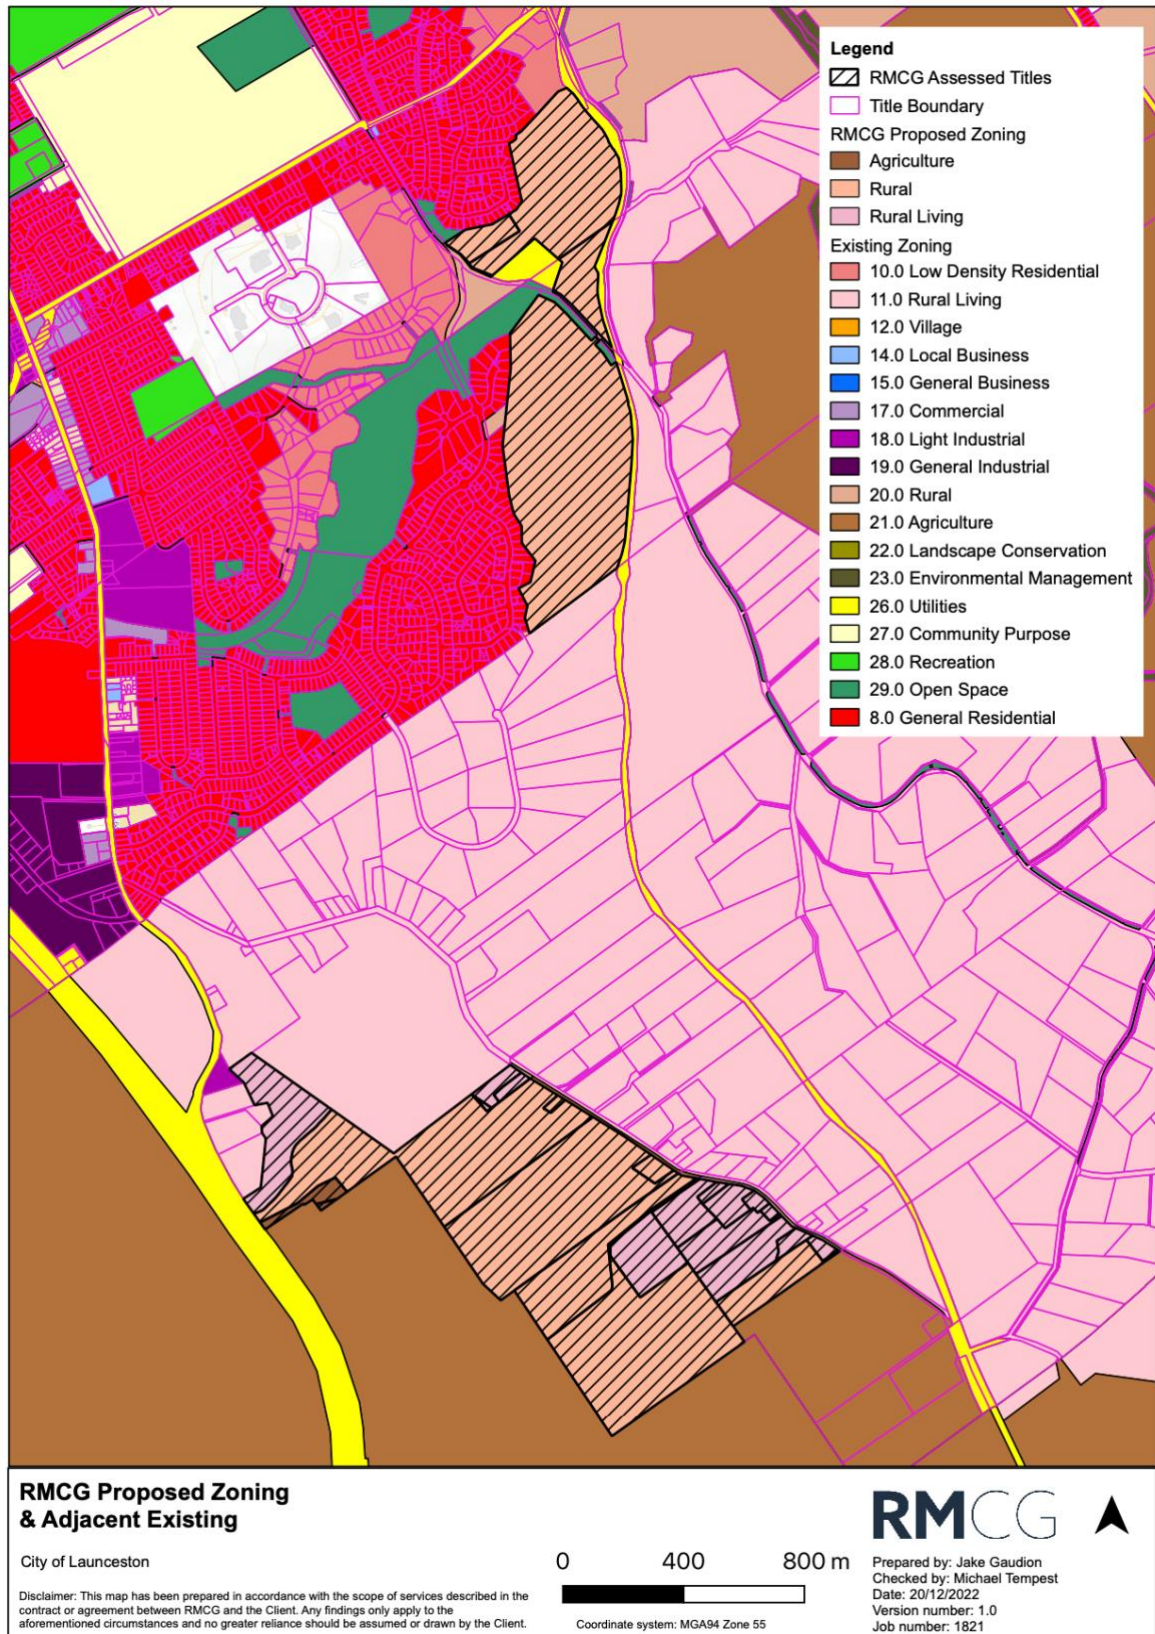 Legend
RMCG Assessed Titles
Title Boundary
RMCG Proposed Zoning
Agriculture
Rural
Rural Living
Existing Zoning
10.0 Low Density Residential
11.0 Rural Living
12.0 Village
14.0 Local Business
15.0 General Business
17.0 Commercial
18.0 Light Industrial
19.0 General Industrial
20.0 Rural
21.0 Agriculture
22.0 Landscape Conservation
23.0 Environmental Management
26.0 Utilities
27.0 Community Purpose
28.0 Recreation
29.0 Open Space
8.0 General Residential
RMCG Proposed Zoning
& Adjacent Existing
City of Launceston
Disclaimer: This map has been prepared in accordance with the scope of services described in the
contract or agreement between RMCG and the Client. Any findings only apply to the
aforementioned circumstances and no greater reliance should be assumed or drawn by the Client.
0 400 800 m
Coordinate system: MGA94 Zone 55
RMCG
Prepared by: Jake Gaudion
Checked by: Michael Tempest
Date: 20/12/2022
Version number: 1.0
Job number: 1821